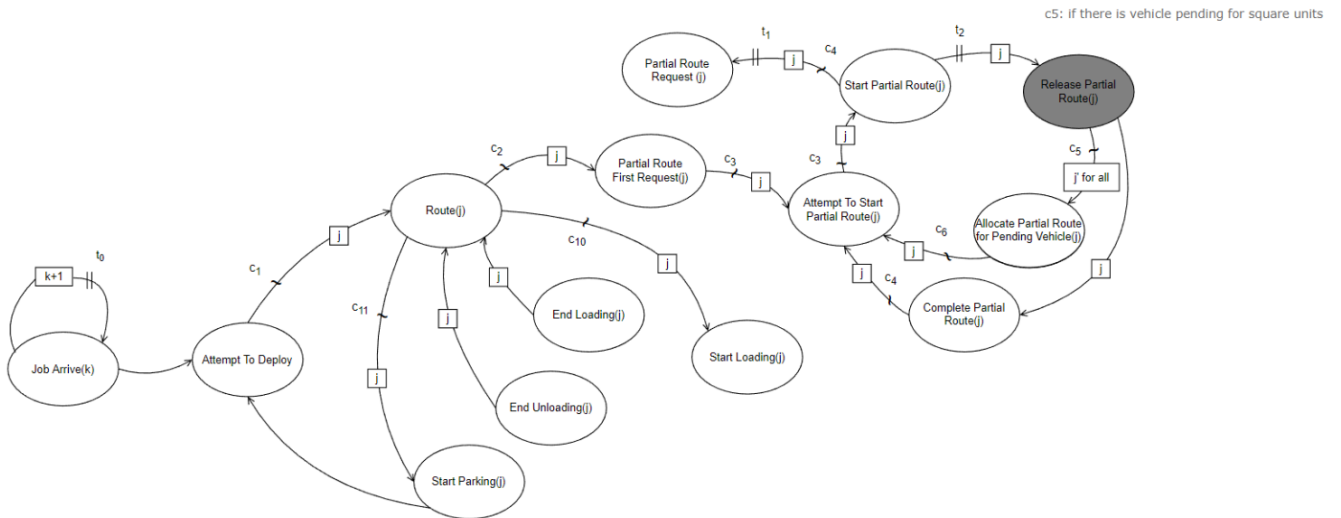 c5: if there is vehicle pending for square units
t1
j
c4
t2
j
Partial Route
Request (j)
Start Partial Route(j)
Release Partial
Route(j)
j
c3
c5
j' for all
c2
j
Partial Route
First Request(j)
c3
j
Attempt To Start
Partial Route(j)
Allocate Partial Route
for Pending Vehicle(j)
c6
j
Route(j)
c10
j
c1
j
j
c4
j
Complete Partial
Route(j)
k+1
t0
c11
j
j
End Loading(j)
j
Job Arrive(k)
Attempt To Deploy
Start Loading(j)
j
End Unloading(j)
Start Parking(j)